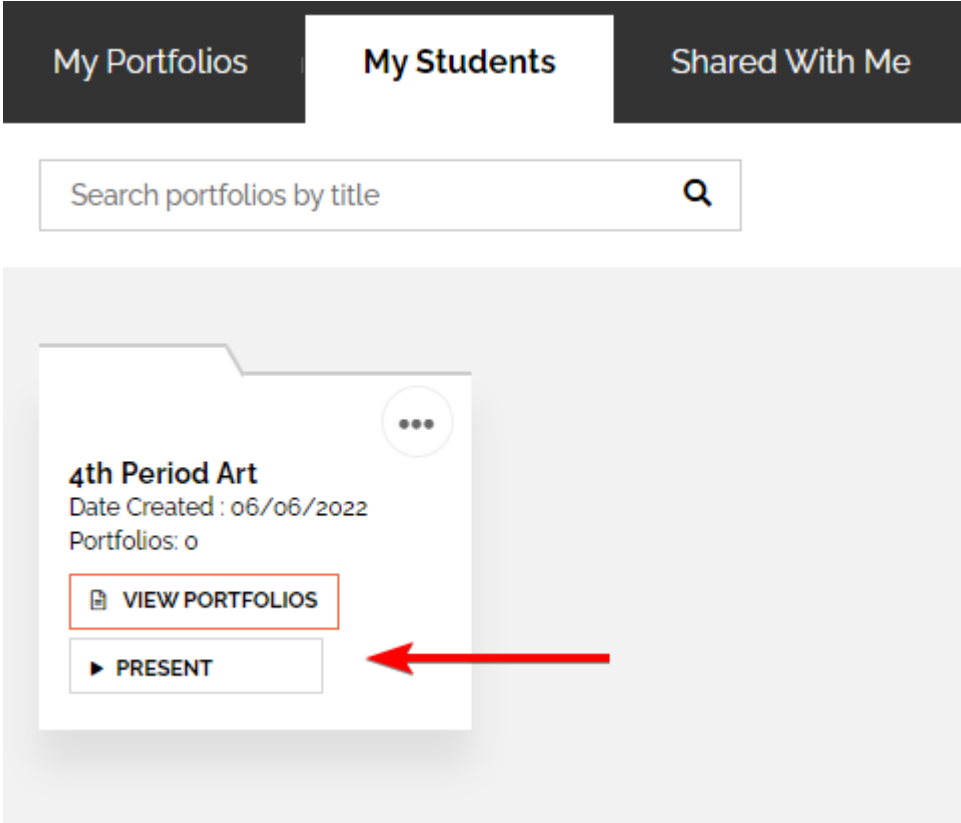 My Portfolios
My Students
Shared With Me
Search portfolios by title
4th Period Art
Date Created : 06/06/2022
Portfolios: 0
VIEW PORTFOLIOS
PRESENT